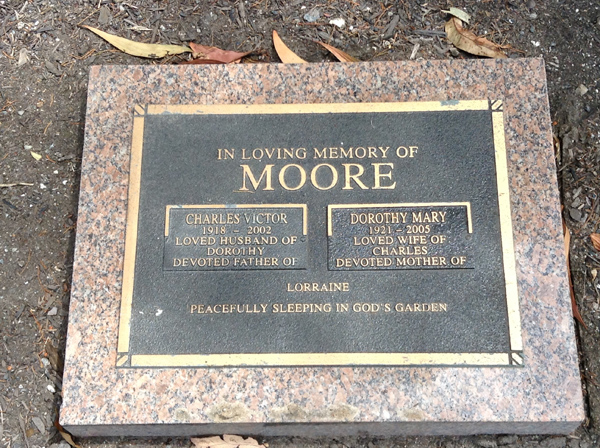 IN LOVING MEMORY OF
MOORE
CHARLES VICTOR
1918 - 2002
LOVED HUSBAND OF
DOROTHY
DEVOTED FATHER OF
DOROTHY MARY
1921 - 2005
LOVED WIFE OF
CHARLES
DEVOTED MOTHER OF
LORRAINE
PEACEFULLY SLEEPING IN GOD'S GARDEN